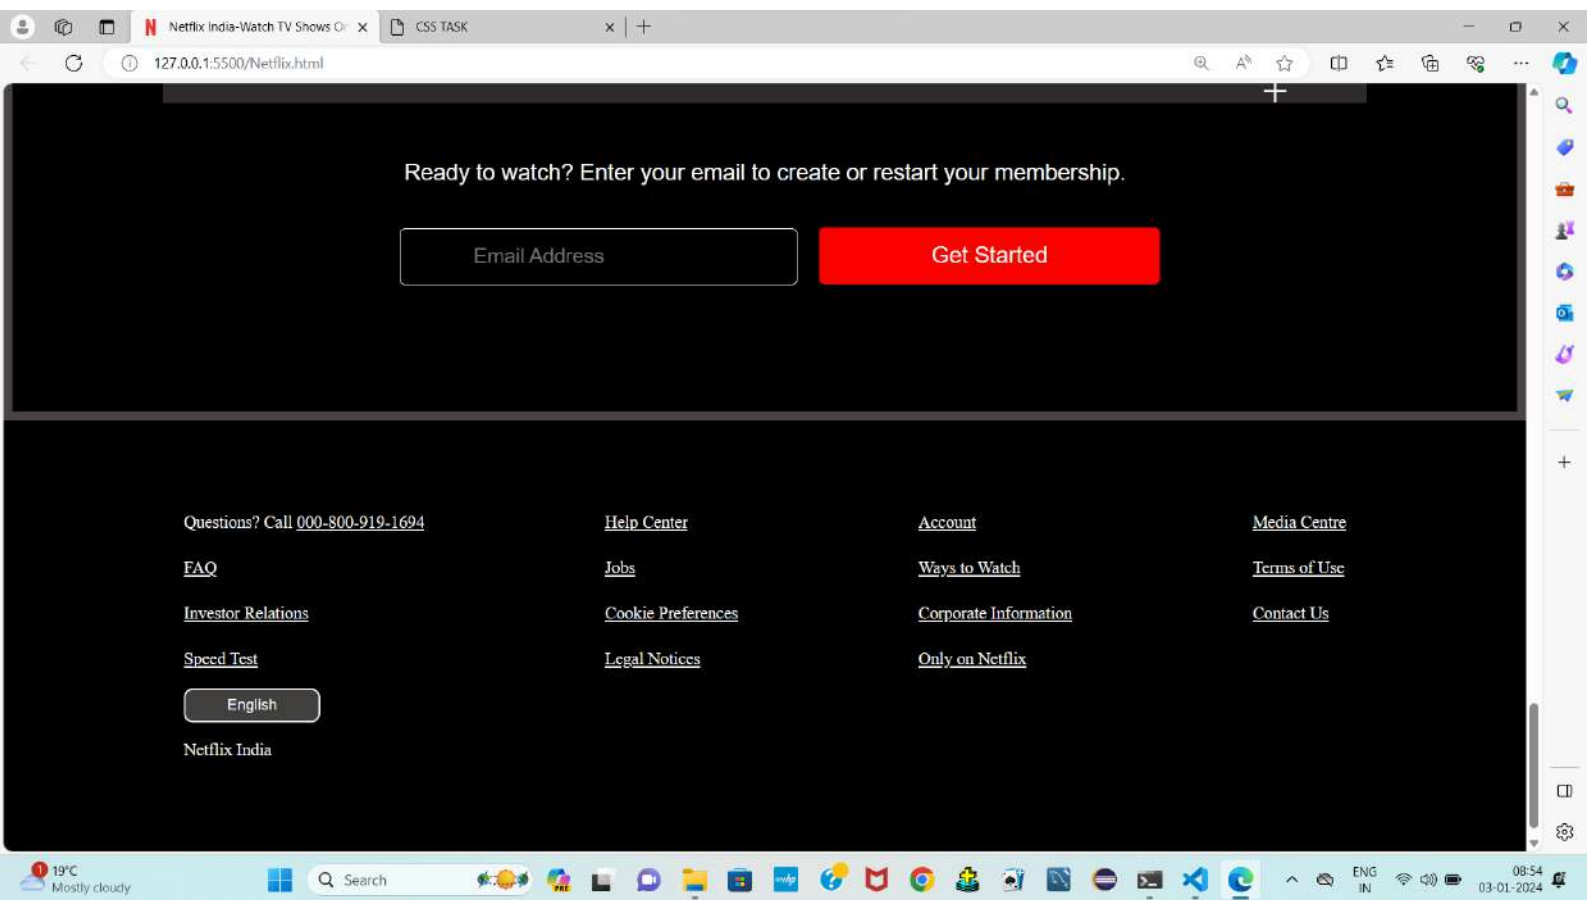 Netflix India-Watch TV Shows On
CSS TASK
127.0.0.1:5500/Netflix.html
Ready to watch? Enter your email to create or restart your membership.
Email Address
Get Started
Questions? Call 000-800-919-1694
Help Center
Account
Media Centre
FAQ
Jobs
Ways to Watch
Terms of Use
Investor Relations
Cookie Preferences
Corporate Information
Contact Us
Speed Test
Legal Notices
Only on Netflix
English
Netflix India
1
19°C
Mostly cloudy
Search
PRE
ENG
IN
08:54
03-01-2024